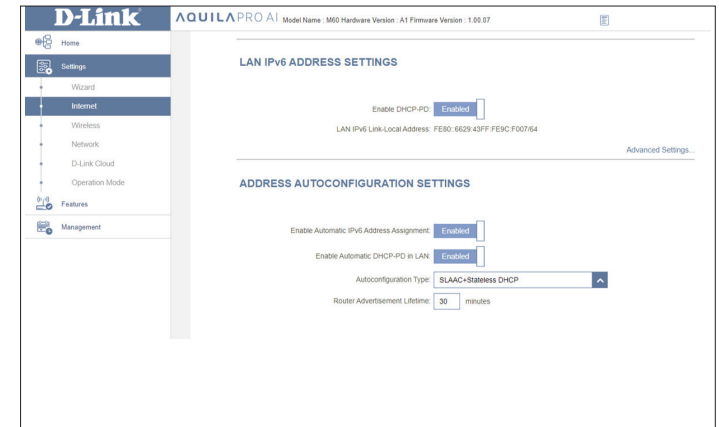 D-Link
AQUILA PRO AI Model Name : M60 Hardware Version : A1 Firmware Version : 1.00.07
Home
Settings
Wizard
Internet
Wireless
Network
D-Link Cloud
Operation Mode
Features
Management
LAN IPv6 ADDRESS SETTINGS
Enable DHCP-PD: Enabled
LAN IPv6 Link-Local Address: FE80::6629:43FF:FE9C:F007/64
Advanced Settings...
ADDRESS AUTOCONFIGURATION SETTINGS
Enable Automatic IPv6 Address Assignment: Enabled
Enable Automatic DHCP-PD in LAN: Enabled
Autoconfiguration Type: SLAAC+Stateless DHCP
Router Advertisement Lifetime: 30 minutes